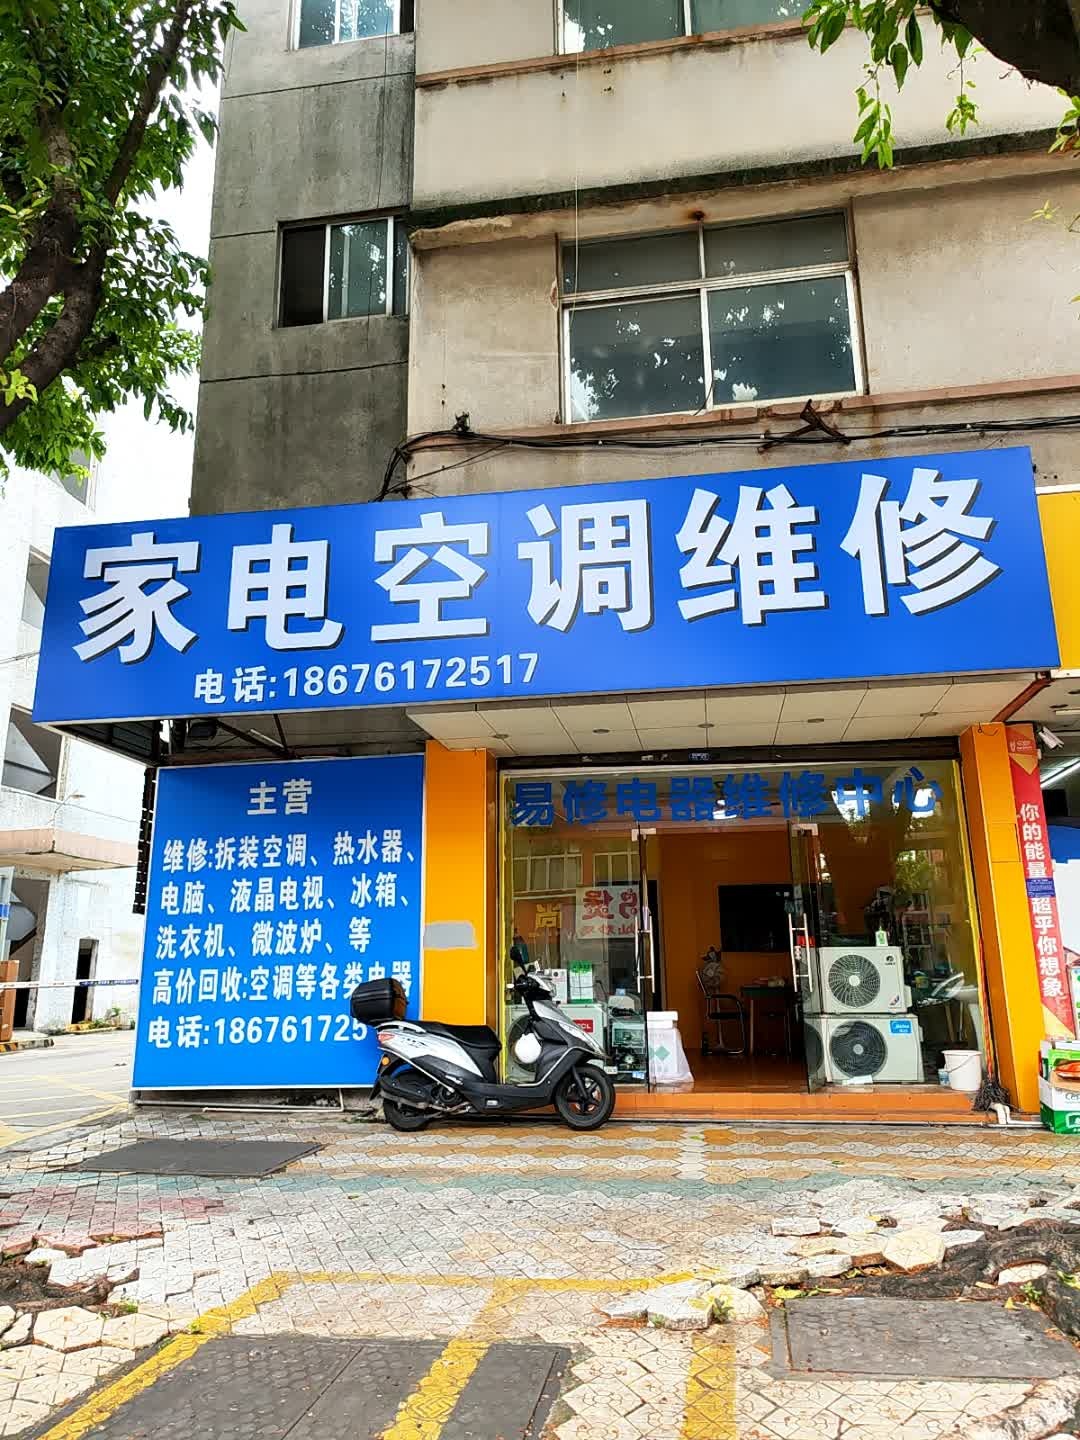 家电空调维修
电话:18676172517
主营
维修:拆装空调、热水器、
电脑、液晶电视、冰箱、
洗衣机、微波炉、等
高价回收:空调等各类电器
电话:186761725
易修电器维修中心
你的能量 超乎你想象
TCL
Midea